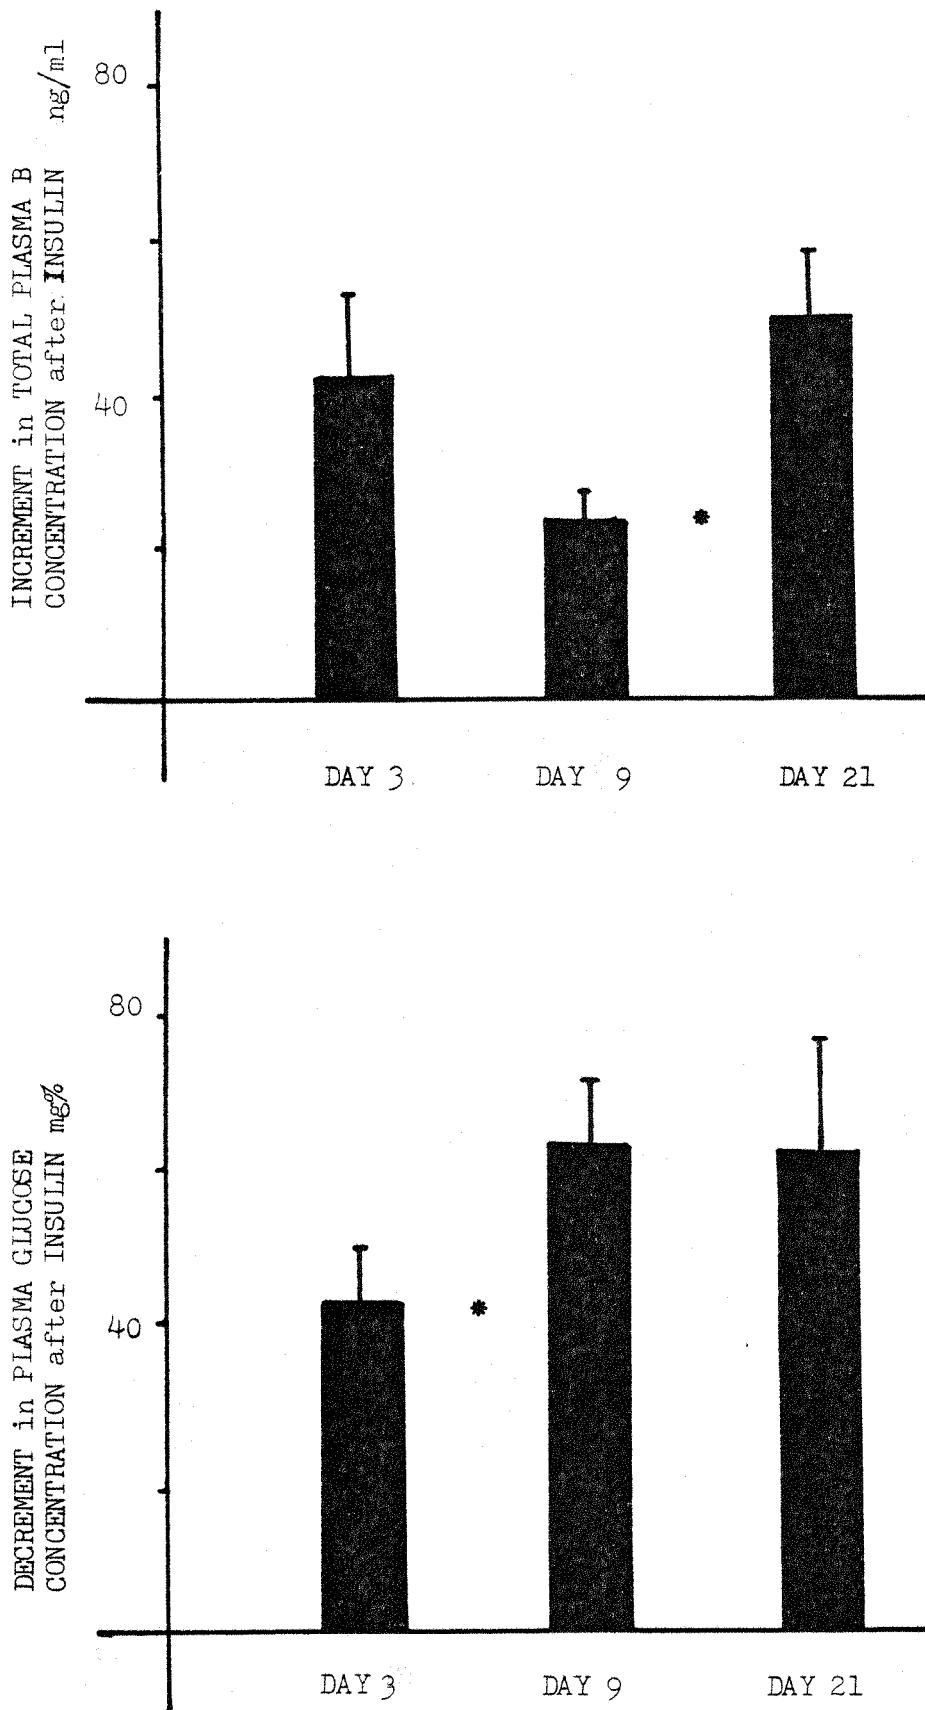 INCREMENT in TOTAL PLASMA B
CONCENTRATION after INSULIN ng/ml
80
40
*
DAY 3
DAY 9
DAY 21
DECREMENT in PLASMA GLUCOSE
CONCENTRATION after INSULIN mg%
80
40
*
DAY 3
DAY 9
DAY 21